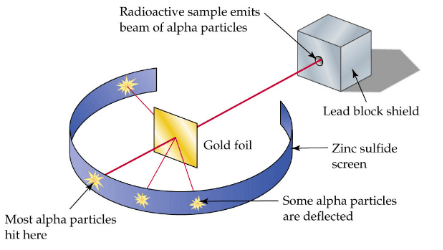 Radioactive sample emits
beam of alpha particles
Lead block shield
Gold foil
Zinc sulfide
screen
Some alpha particles
are deflected
Most alpha particles
hit here